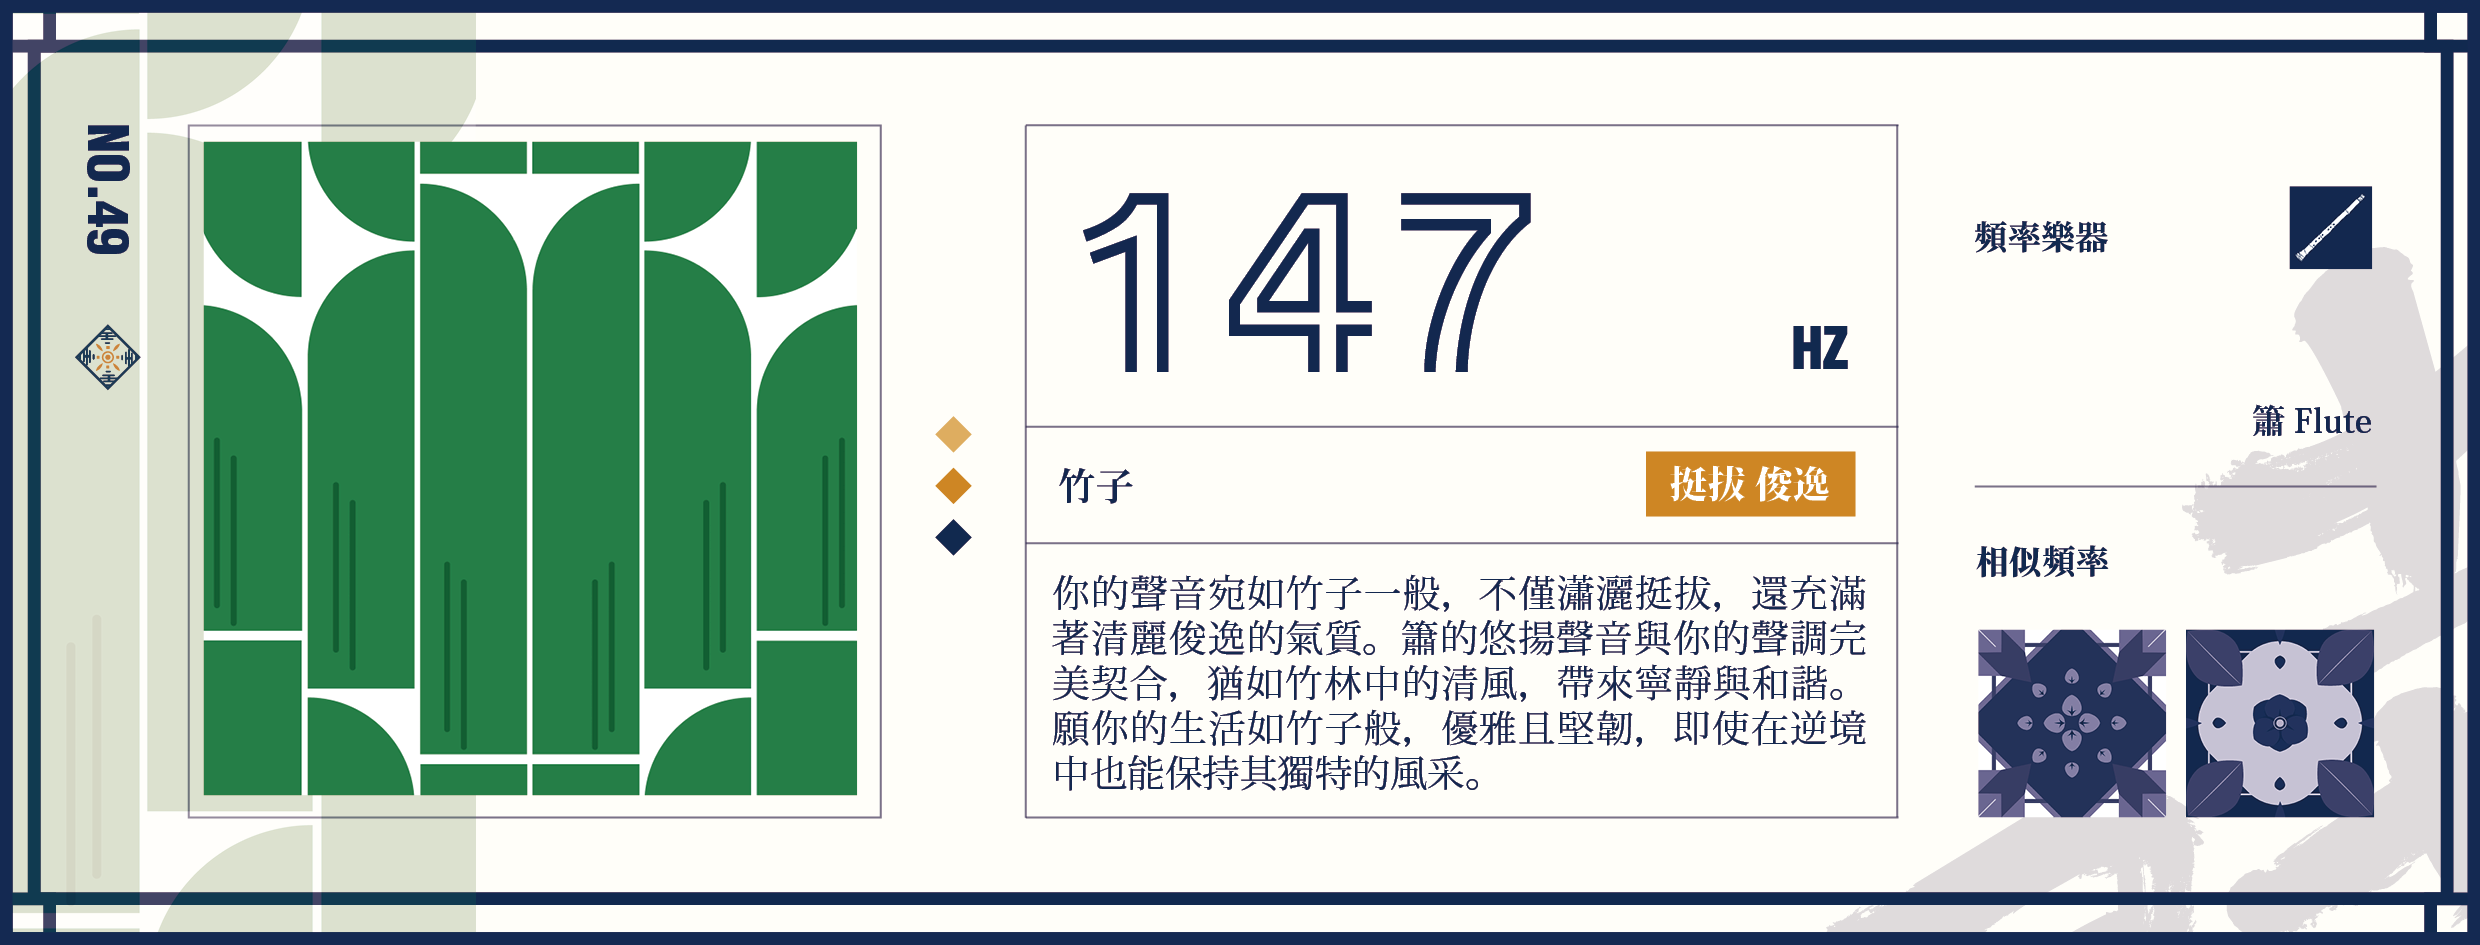 NO.49
147
HZ
竹子
挺拔 俊逸
你的聲音宛如竹子一般，不僅瀟灑挺拔，還充滿
著清麗俊逸的氣質。簫的悠揚聲音與你的聲調完
美契合，猶如竹林中的清風，帶來寧靜與和諧。
願你的生活如竹子般，優雅且堅韌，即使在逆境
中也能保持其獨特的風采。
頻率樂器
簫 Flute
相似頻率